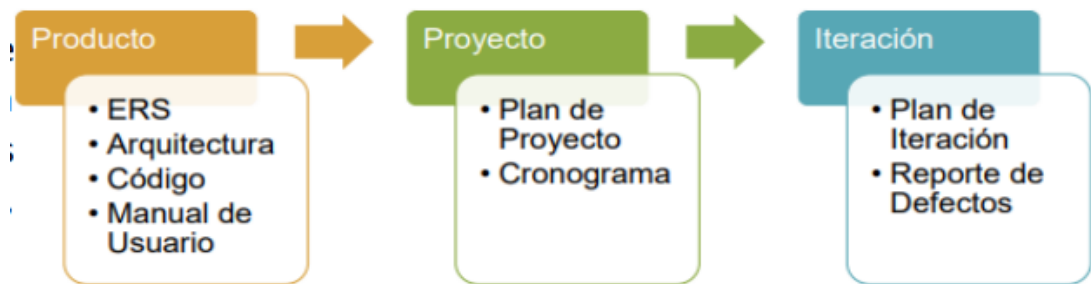 Producto
• ERS
• Arquitectura
• Código
• Manual de
Usuario
Proyecto
• Plan de
Proyecto
• Cronograma
Iteración
• Plan de
Iteración
• Reporte de
Defectos